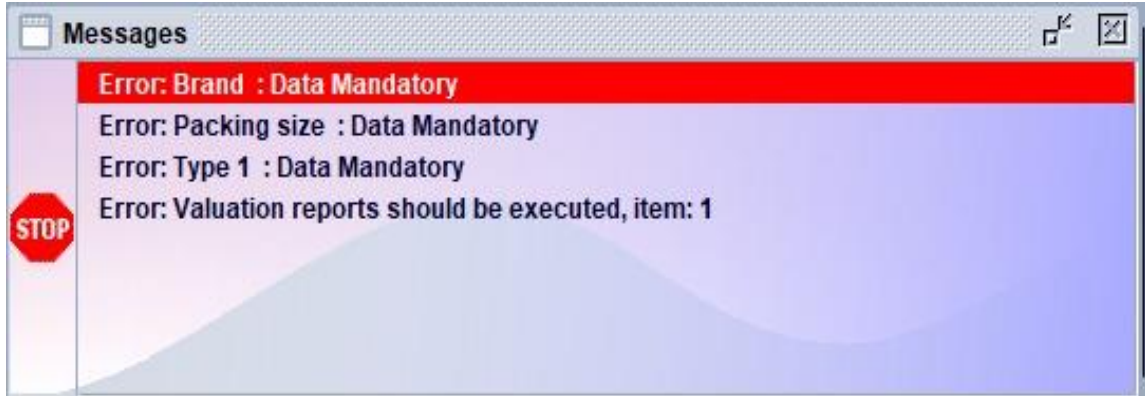 Messages
Error: Brand : Data Mandatory
Error: Packing size : Data Mandatory
Error: Type 1 : Data Mandatory
Error: Valuation reports should be executed, item: 1
STOP